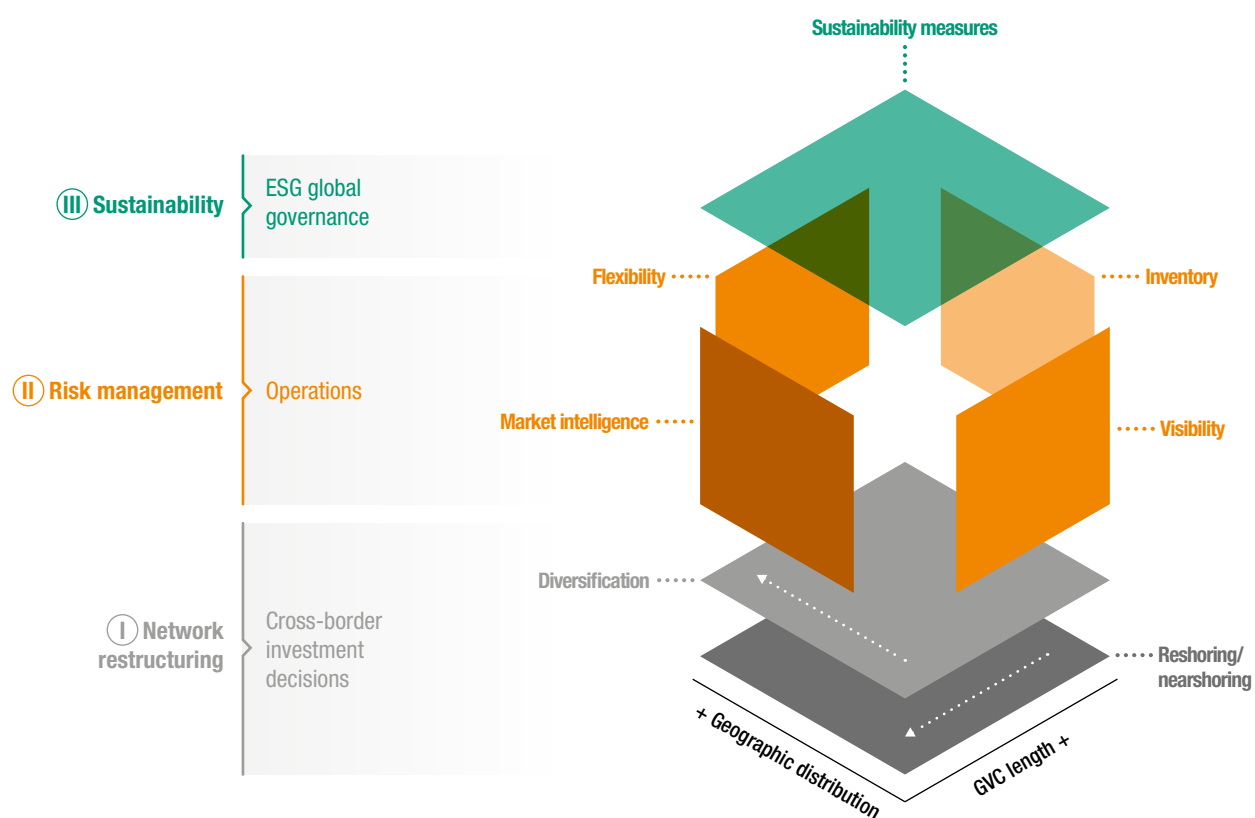 Sustainability measures
III Sustainability
ESG global
governance
Flexibility
Inventory
II Risk management
Operations
Market intelligence
Visibility
Diversification
I Network
restructuring
Cross-border
investment
decisions
Reshoring/
nearshoring
+ Geographic distribution
GVC length +